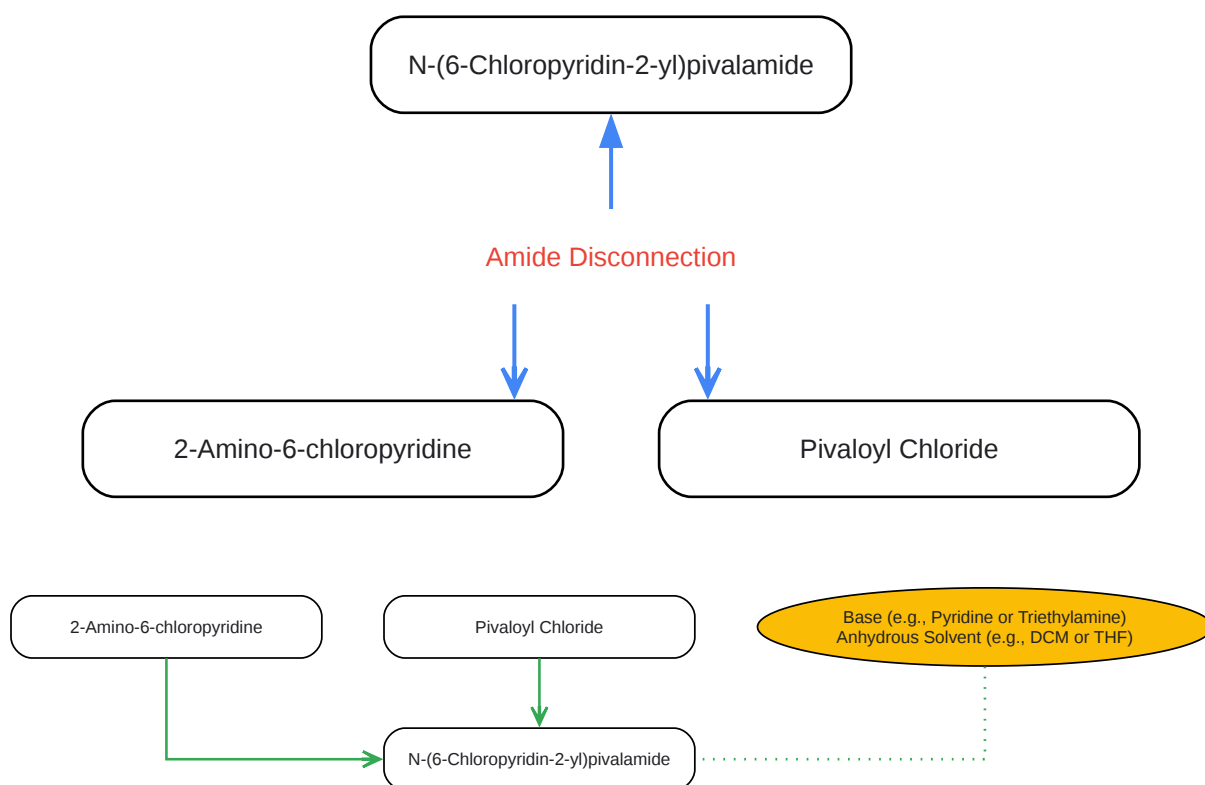 N-(6-Chloropyridin-2-yl)pivalamide
Amide Disconnection
2-Amino-6-chloropyridine
Pivaloyl Chloride
2-Amino-6-chloropyridine
Pivaloyl Chloride
Base (e.g., Pyridine or Triethylamine)
Anhydrous Solvent (e.g., DCM or THF)
N-(6-Chloropyridin-2-yl)pivalamide